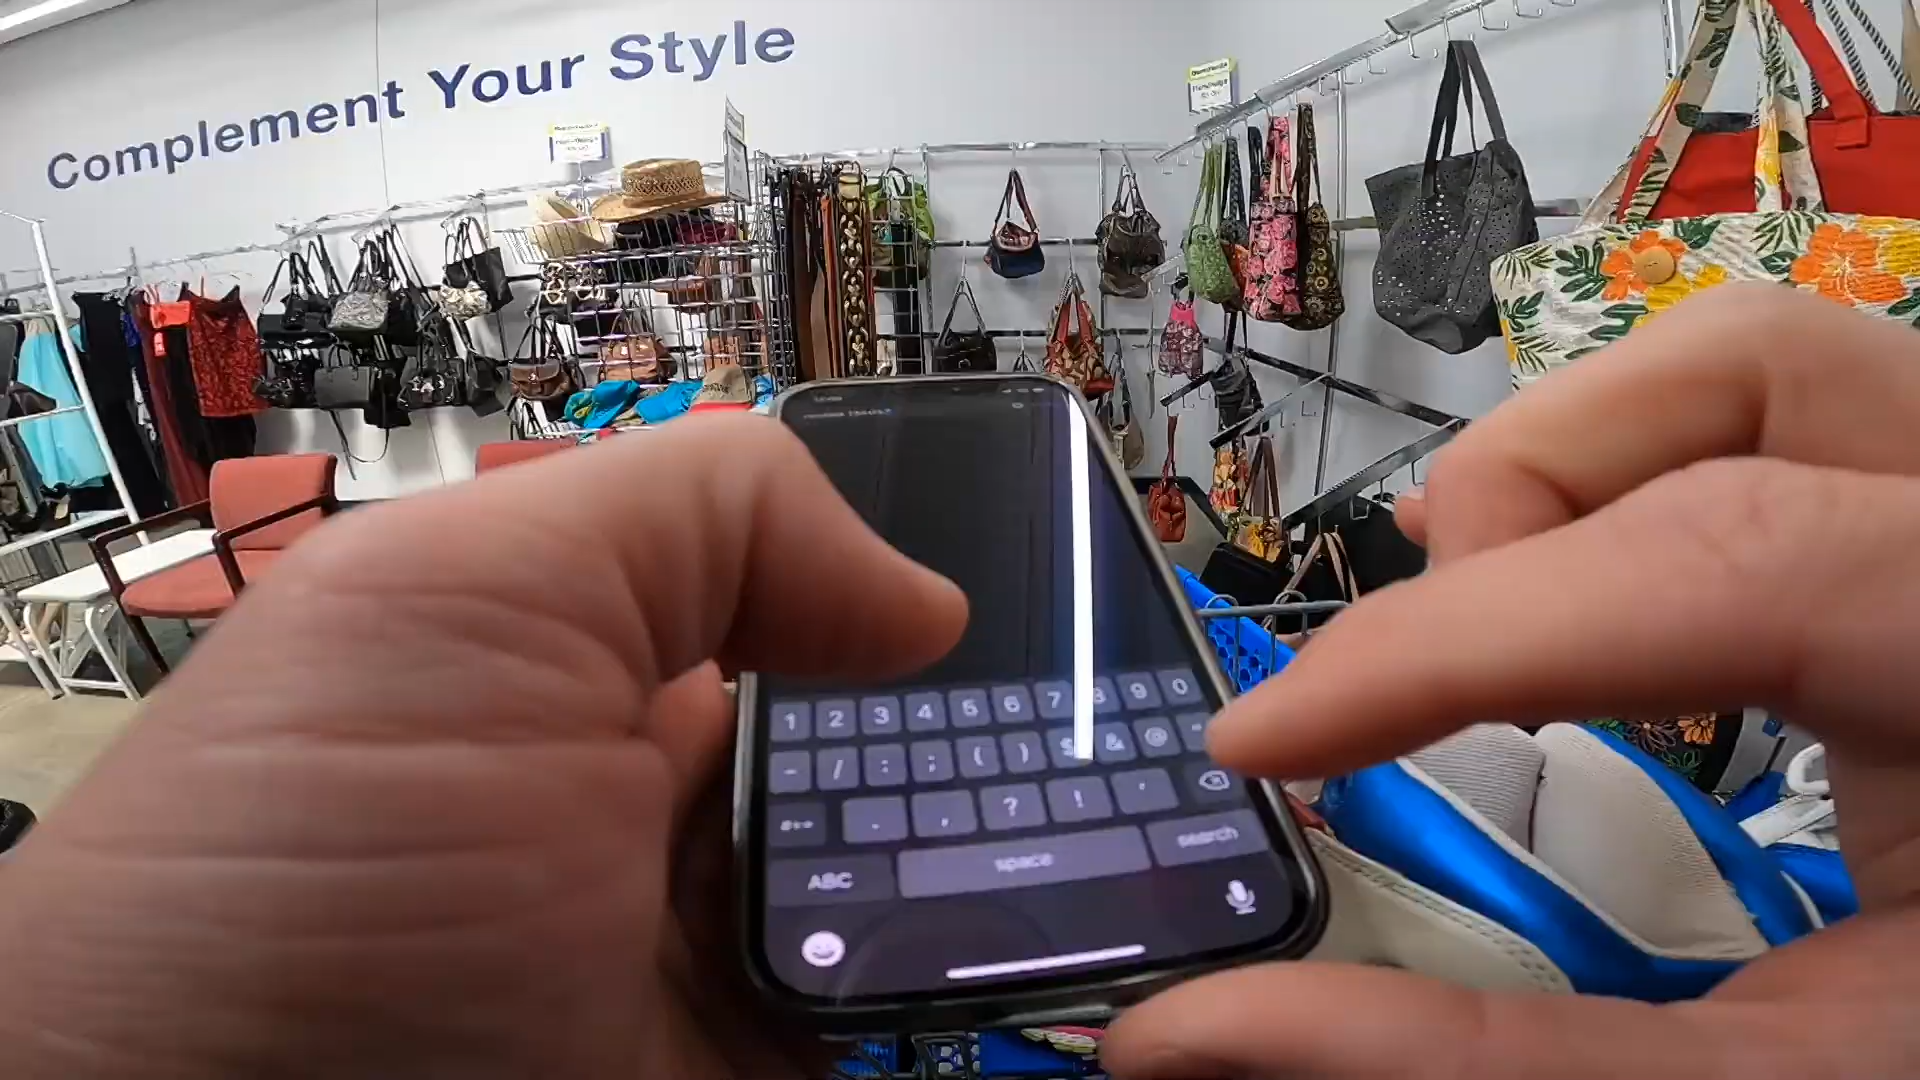 Complement Your Style
1 2 3 4 5 6 7 8 9 0
- / : ; ( ) $ & @ "
#+= . , ? ! '
ABC space search